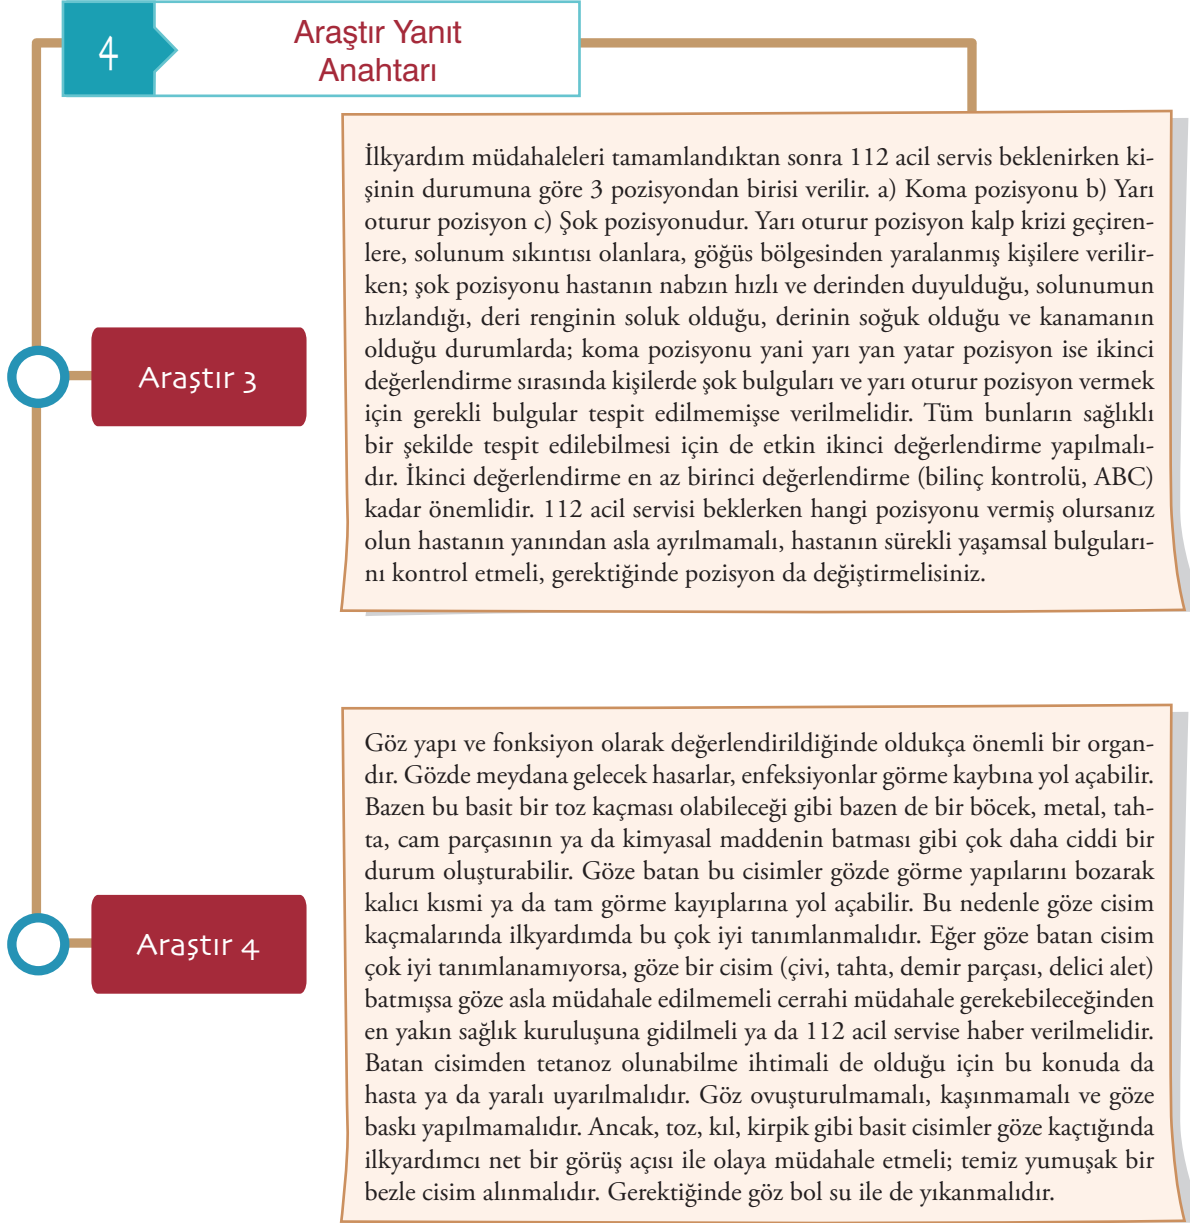 4
Araştır Yanıt
Anahtarı
İlkyardım müdahaleleri tamamlandıktan sonra 112 acil servis beklenirken ki-
şinin durumuna göre 3 pozisyondan birisi verilir. a) Koma pozisyonu b) Yarı
oturur pozisyon c) Şok pozisyonudur. Yarı oturur pozisyon kalp krizi geçiren-
lere, solunum sıkıntısı olanlara, göğüs bölgesinden yaralanmış kişilere verilir-
ken; şok pozisyonu hastanın nabzın hızlı ve derinden duyulduğu, solunumun
hızlandığı, deri renginin soluk olduğu, derinin soğuk olduğu ve kanamanın
olduğu durumlarda; koma pozisyonu yani yarı yan yatar pozisyon ise ikinci
değerlendirme sırasında kişilerde şok bulguları ve yarı oturur pozisyon vermek
için gerekli bulgular tespit edilmemişse verilmelidir. Tüm bunların sağlıklı
bir şekilde tespit edilebilmesi için de etkin ikinci değerlendirme yapılmalı-
dır. İkinci değerlendirme en az birinci değerlendirme (bilinç kontrolü, ABC)
kadar önemlidir. 112 acil servisi beklerken hangi pozisyonu vermiş olursanız
olun hastanın yanından asla ayrılmamalı, hastanın sürekli yaşamsal bulguları-
nı kontrol etmeli, gerektiğinde pozisyon da değiştirmelisiniz.
Araştır 3
Göz yapı ve fonksiyon olarak değerlendirildiğinde oldukça önemli bir organ-
dır. Gözde meydana gelecek hasarlar, enfeksiyonlar görme kaybına yol açabilir.
Bazen bu basit bir toz kaçması olabileceği gibi bazen de bir böcek, metal, tah-
ta, cam parçasının ya da kimyasal maddenin batması gibi çok daha ciddi bir
durum oluşturabilir. Göze batan bu cisimler gözde görme yapılarını bozarak
kalıcı kısmi ya da tam görme kayıplarına yol açabilir. Bu nedenle göze cisim
kaçmalarında ilkyardımda bu çok iyi tanımlanmalıdır. Eğer göze batan cisim
çok iyi tanımlanamıyorsa, göze bir cisim (çivi, tahta, demir parçası, delici alet)
batmışsa göze asla müdahale edilmemeli cerrahi müdahale gerekebileceğinden
en yakın sağlık kuruluşuna gidilmeli ya da 112 acil servise haber verilmelidir.
Batan cisimden tetanoz olunabilme ihtimali de olduğu için bu konuda da
hasta ya da yaralı uyarılmalıdır. Göz ovuşturulmamalı, kaşınmamalı ve göze
baskı yapılmamalıdır. Ancak, toz, kıl, kirpik gibi basit cisimler göze kaçtığında
ilkyardımcı net bir görüş açısı ile olaya müdahale etmeli; temiz yumuşak bir
bezle cisim alınmalıdır. Gerektiğinde göz bol su ile de yıkanmalıdır.
Araştır 4